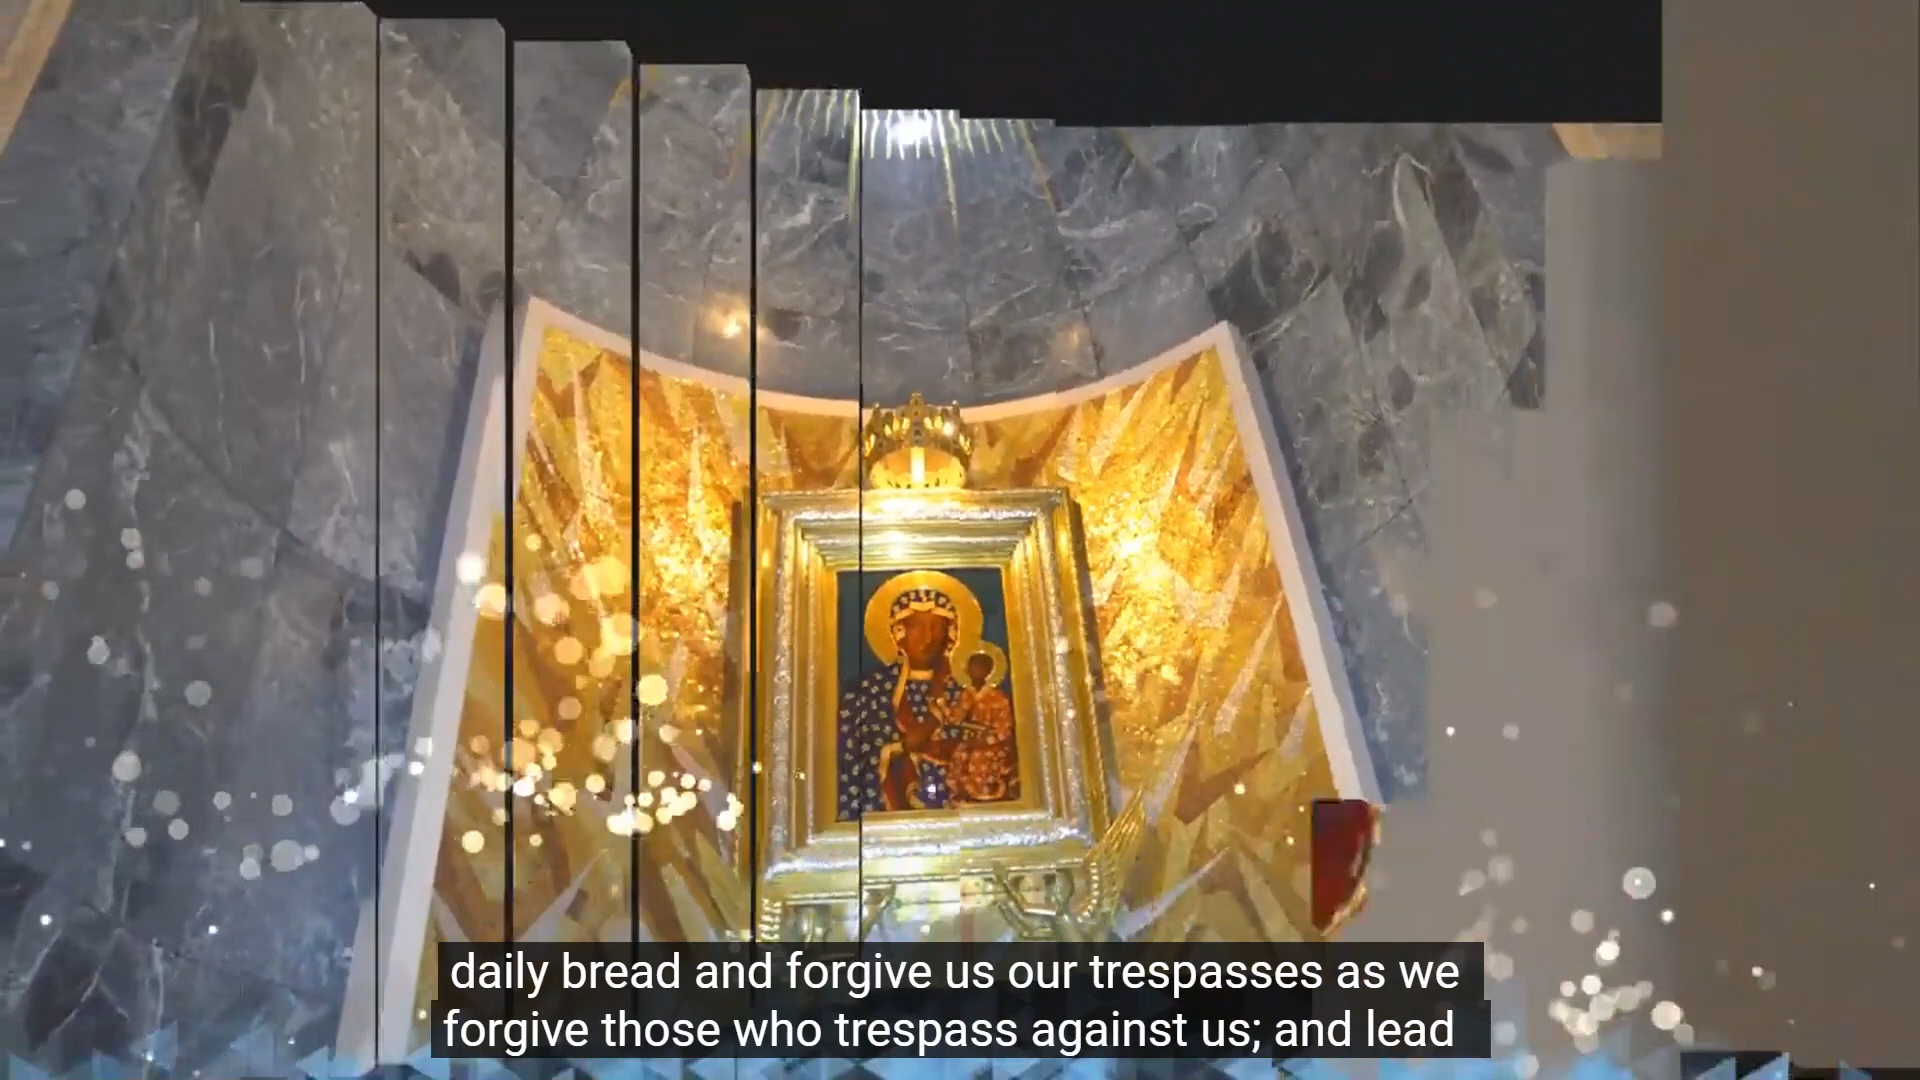 daily bread and forgive us our trespasses as we
forgive those who trespass against us; and lead